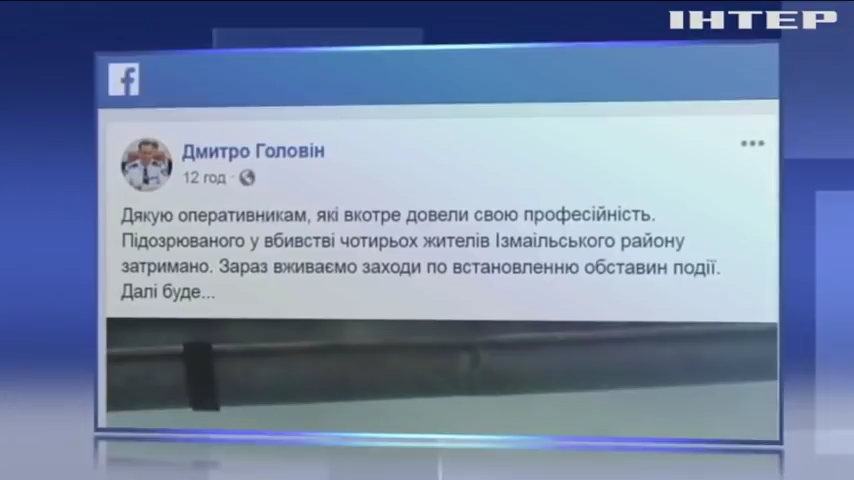 ІНТЕР
Дмитро Головін
12 год
Дякую оперативникам, які вкотре довели свою професійність.
Підозрюваного у вбивстві чотирьох жителів Ізмаїльського району
затримано. Зараз вживаємо заходи по встановленню обставин події.
Далі буде...